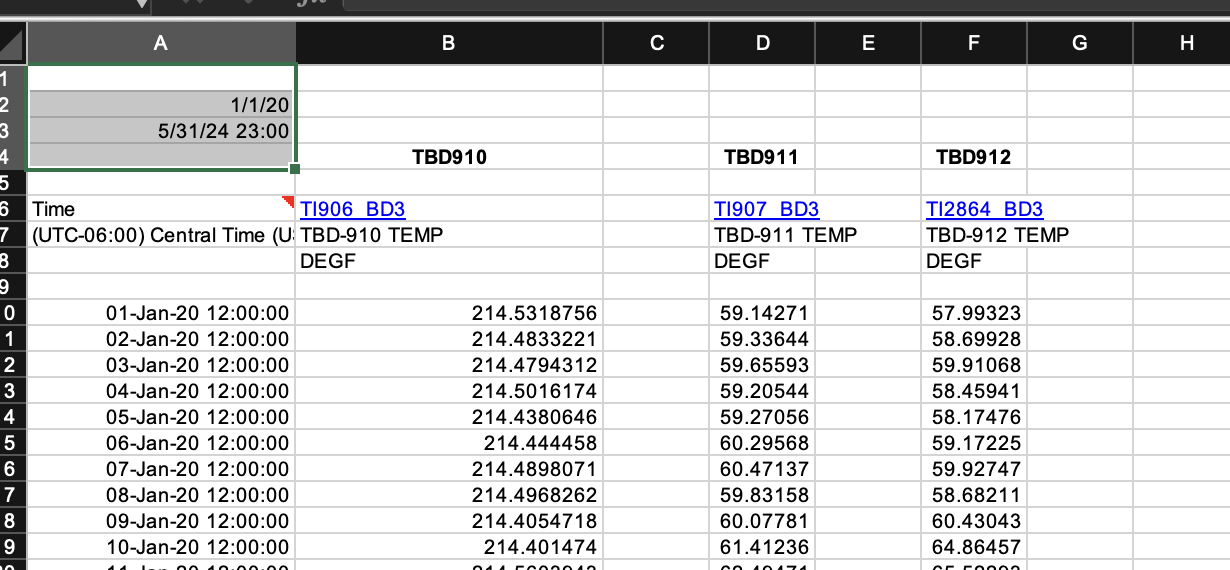 A B C D E F G H
1
2 1/1/20
3 5/31/24 23:00
4 TBD910 TBD911 TBD912
5
6 Time TI906_BD3 TI907_BD3 TI2864_BD3
7 (UTC-06:00) Central Time (U TBD-910 TEMP TBD-911 TEMP TBD-912 TEMP
8 DEGF DEGF DEGF
9
0 01-Jan-20 12:00:00 214.5318756 59.14271 57.99323
1 02-Jan-20 12:00:00 214.4833221 59.33644 58.69928
2 03-Jan-20 12:00:00 214.4794312 59.65593 59.91068
3 04-Jan-20 12:00:00 214.5016174 59.20544 58.45941
4 05-Jan-20 12:00:00 214.4380646 59.27056 58.17476
5 06-Jan-20 12:00:00 214.444458 60.29568 59.17225
6 07-Jan-20 12:00:00 214.4898071 60.47137 59.92747
7 08-Jan-20 12:00:00 214.4968262 59.83158 58.68211
8 09-Jan-20 12:00:00 214.4054718 60.07781 60.43043
9 10-Jan-20 12:00:00 214.401474 61.41236 64.86457